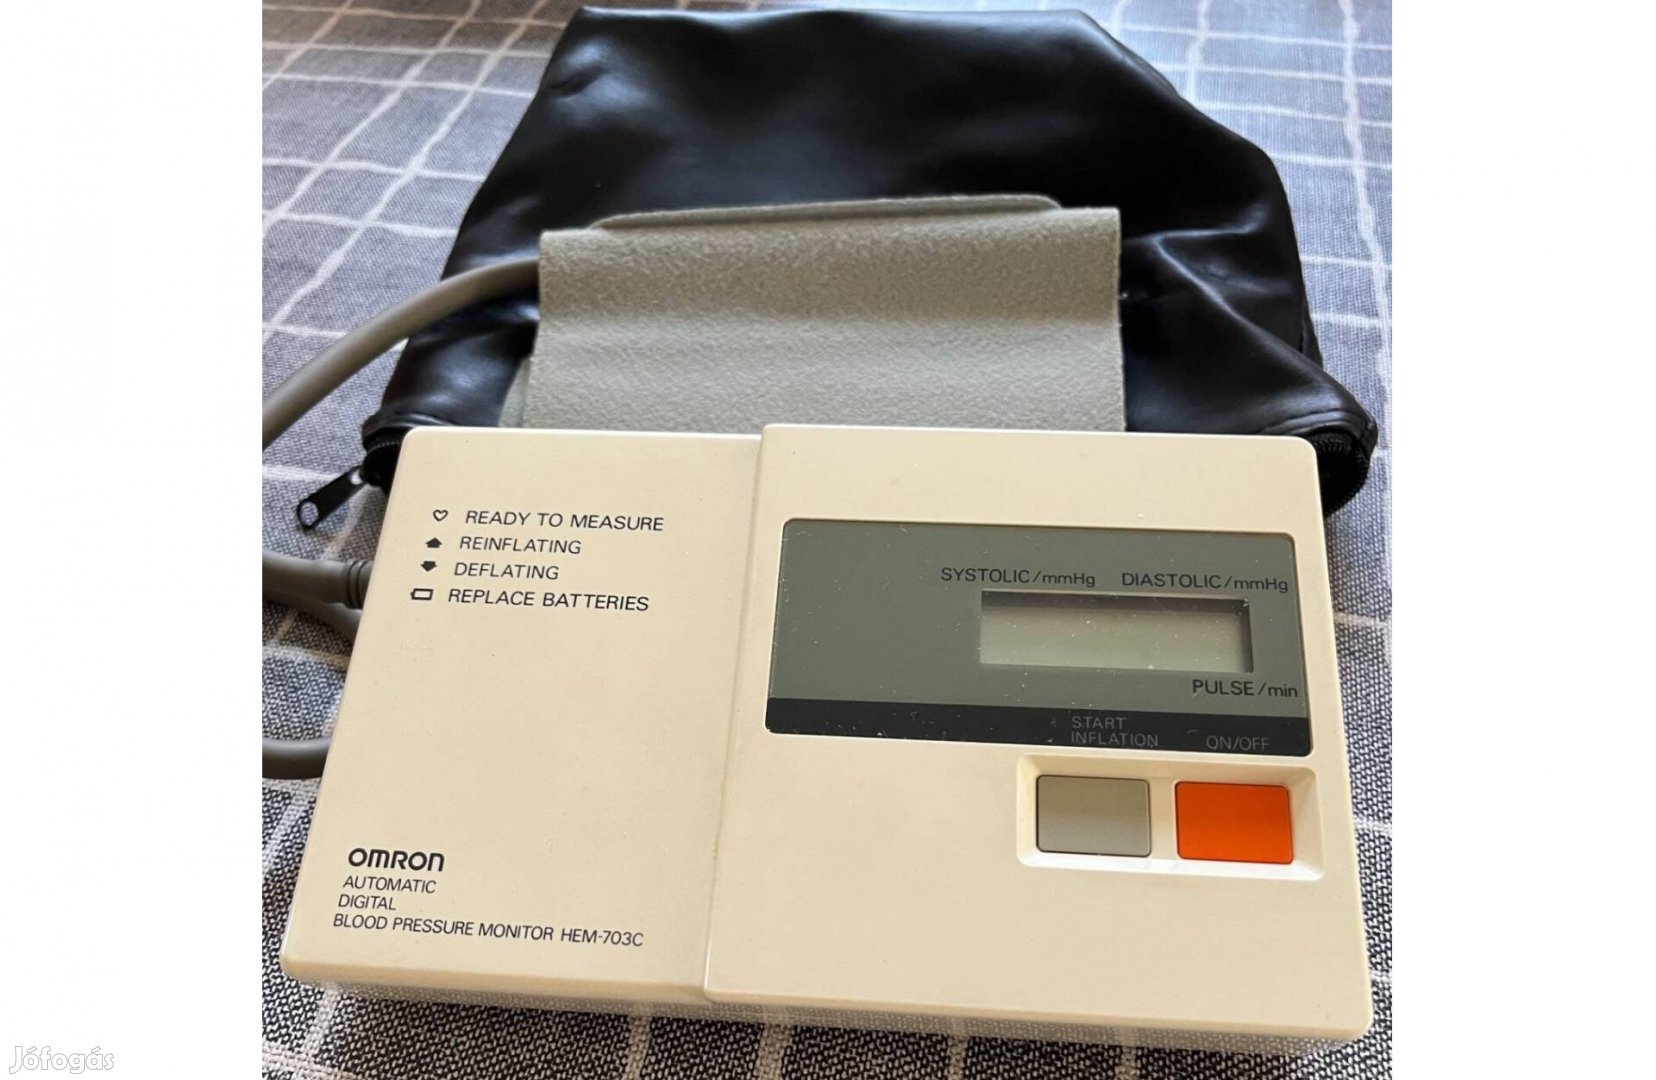 ♡ READY TO MEASURE
REINFLATING
DEFLATING
REPLACE BATTERIES
SYSTOLIC/mmHg DIASTOLIC/mmHg
PULSE/min
START
INFLATION ON/OFF
OMRON
AUTOMATIC
DIGITAL
BLOOD PRESSURE MONITOR HEM-703C
Jófogás